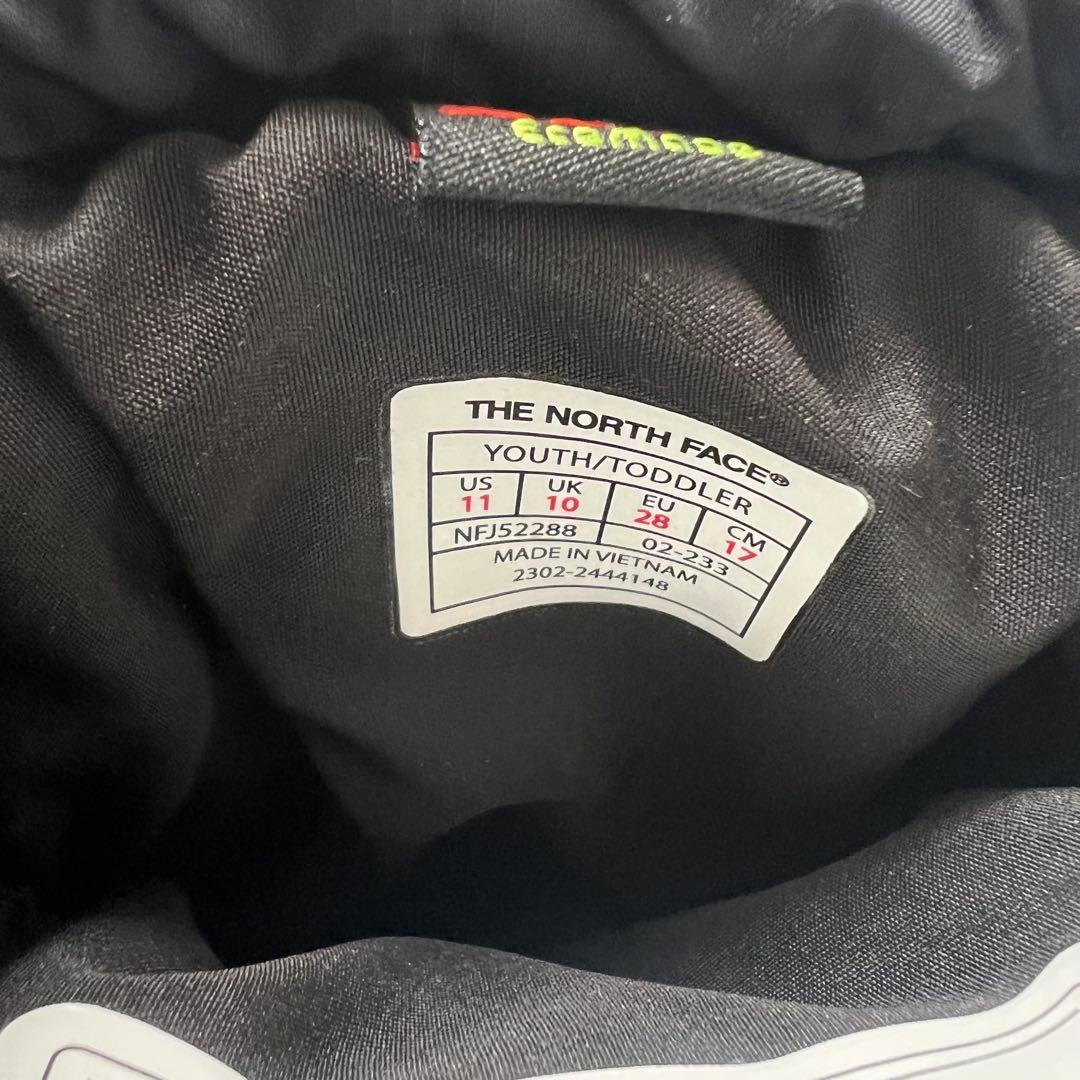 THE NORTH FACE®
YOUTH/TODDLER
US UK EU CM
11 10 28 17
NFJ52288 02-233
MADE IN VIETNAM
2302-2444148